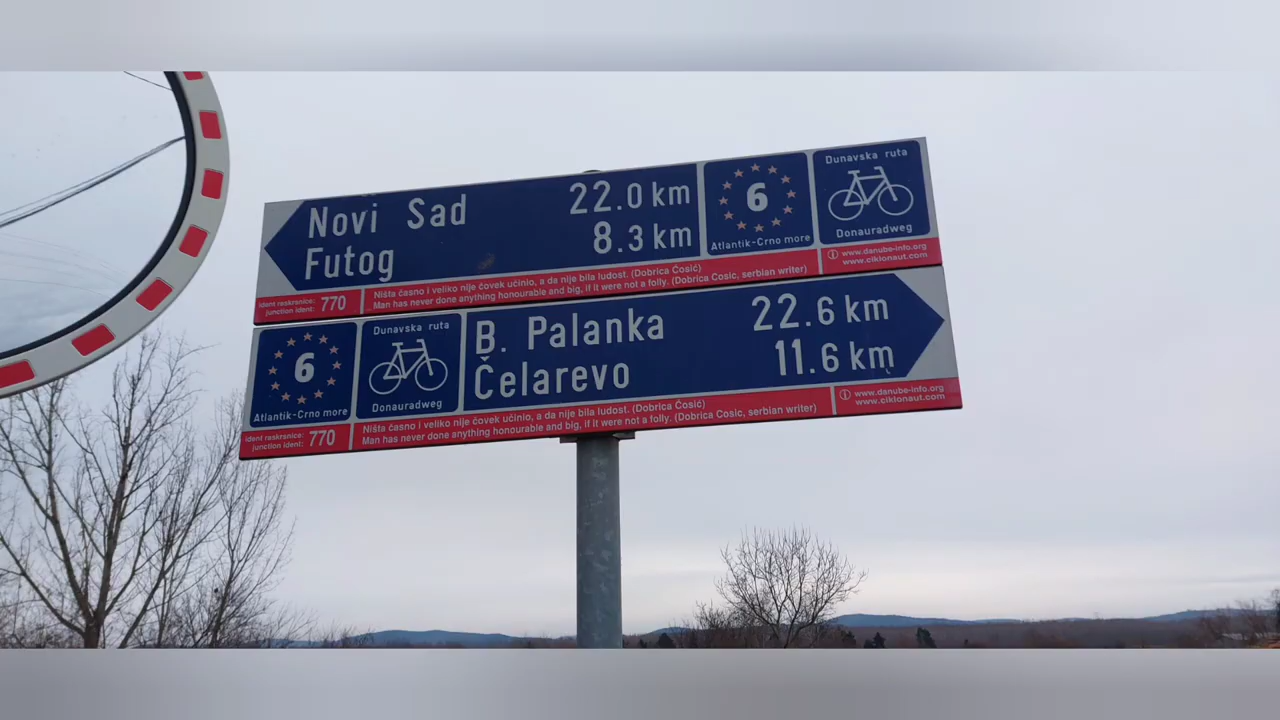 Novi Sad 22.0 km
Futog 8.3 km
6
Atlantik-Crno more
Dunavska ruta
Donauradweg
ident raskrsnice: 770
junction ident:
Ništa časno i veliko nije čovek učinio, a da nije bila ludost. (Dobrica Ćosić)
Man has never done anything honourable and big, if it were not a folly. (Dobrica Cosic, serbian writer)
www.danube-info.org
www.ciklonaut.com
6
Atlantik-Crno more
Dunavska ruta
Donauradweg
B. Palanka 22.6 km
Čelarevo 11.6 km
ident raskrsnice: 770
junction ident:
Ništa časno i veliko nije čovek učinio, a da nije bila ludost. (Dobrica Ćosić)
Man has never done anything honourable and big, if it were not a folly. (Dobrica Cosic, serbian writer)
www.danube-info.org
www.ciklonaut.com